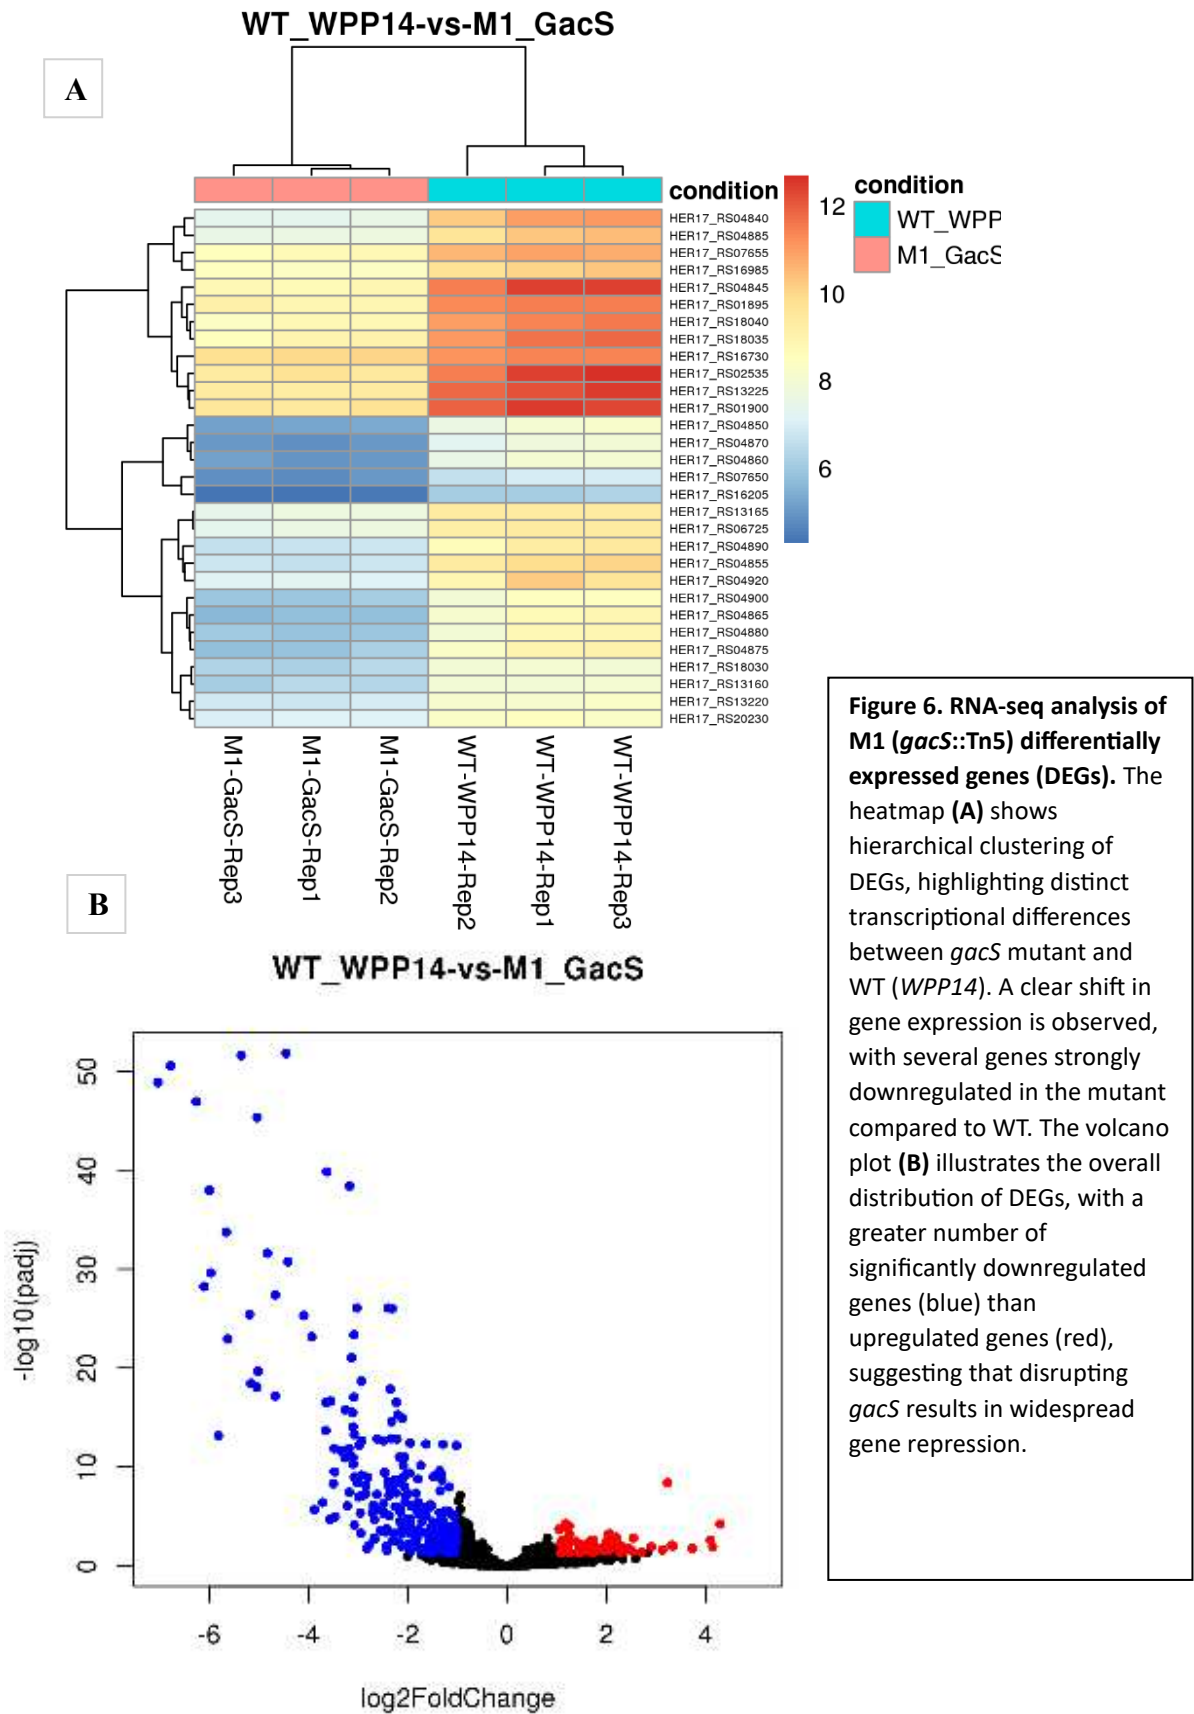 WT_WPP14-vs-M1_GacS
A
condition
12
10
8
6
condition
WT_WPP
M1_GacS
HER17_RS04840
HER17_RS04885
HER17_RS07655
HER17_RS16985
HER17_RS04845
HER17_RS01895
HER17_RS18040
HER17_RS18035
HER17_RS16730
HER17_RS02535
HER17_RS13225
HER17_RS01900
HER17_RS04850
HER17_RS04870
HER17_RS04860
HER17_RS07650
HER17_RS16205
HER17_RS13165
HER17_RS06725
HER17_RS04890
HER17_RS04855
HER17_RS04920
HER17_RS04900
HER17_RS04865
HER17_RS04880
HER17_RS04875
HER17_RS18030
HER17_RS13160
HER17_RS13220
HER17_RS20230
M1-GacS-Rep3
M1-GacS-Rep1
M1-GacS-Rep2
WT-WPP14-Rep2
WT-WPP14-Rep1
WT-WPP14-Rep3
B
WT_WPP14-vs-M1_GacS
-log10(padj)
50
40
30
20
10
0
-6
-4
-2
0
2
4
log2FoldChange
Figure 6. RNA-seq analysis of
M1 (gacS::Tn5) differentially
expressed genes (DEGs). The
heatmap (A) shows
hierarchical clustering of
DEGs, highlighting distinct
transcriptional differences
between gacS mutant and
WT (WPP14). A clear shift in
gene expression is observed,
with several genes strongly
downregulated in the mutant
compared to WT. The volcano
plot (B) illustrates the overall
distribution of DEGs, with a
greater number of
significantly downregulated
genes (blue) than
upregulated genes (red),
suggesting that disrupting
gacS results in widespread
gene repression.